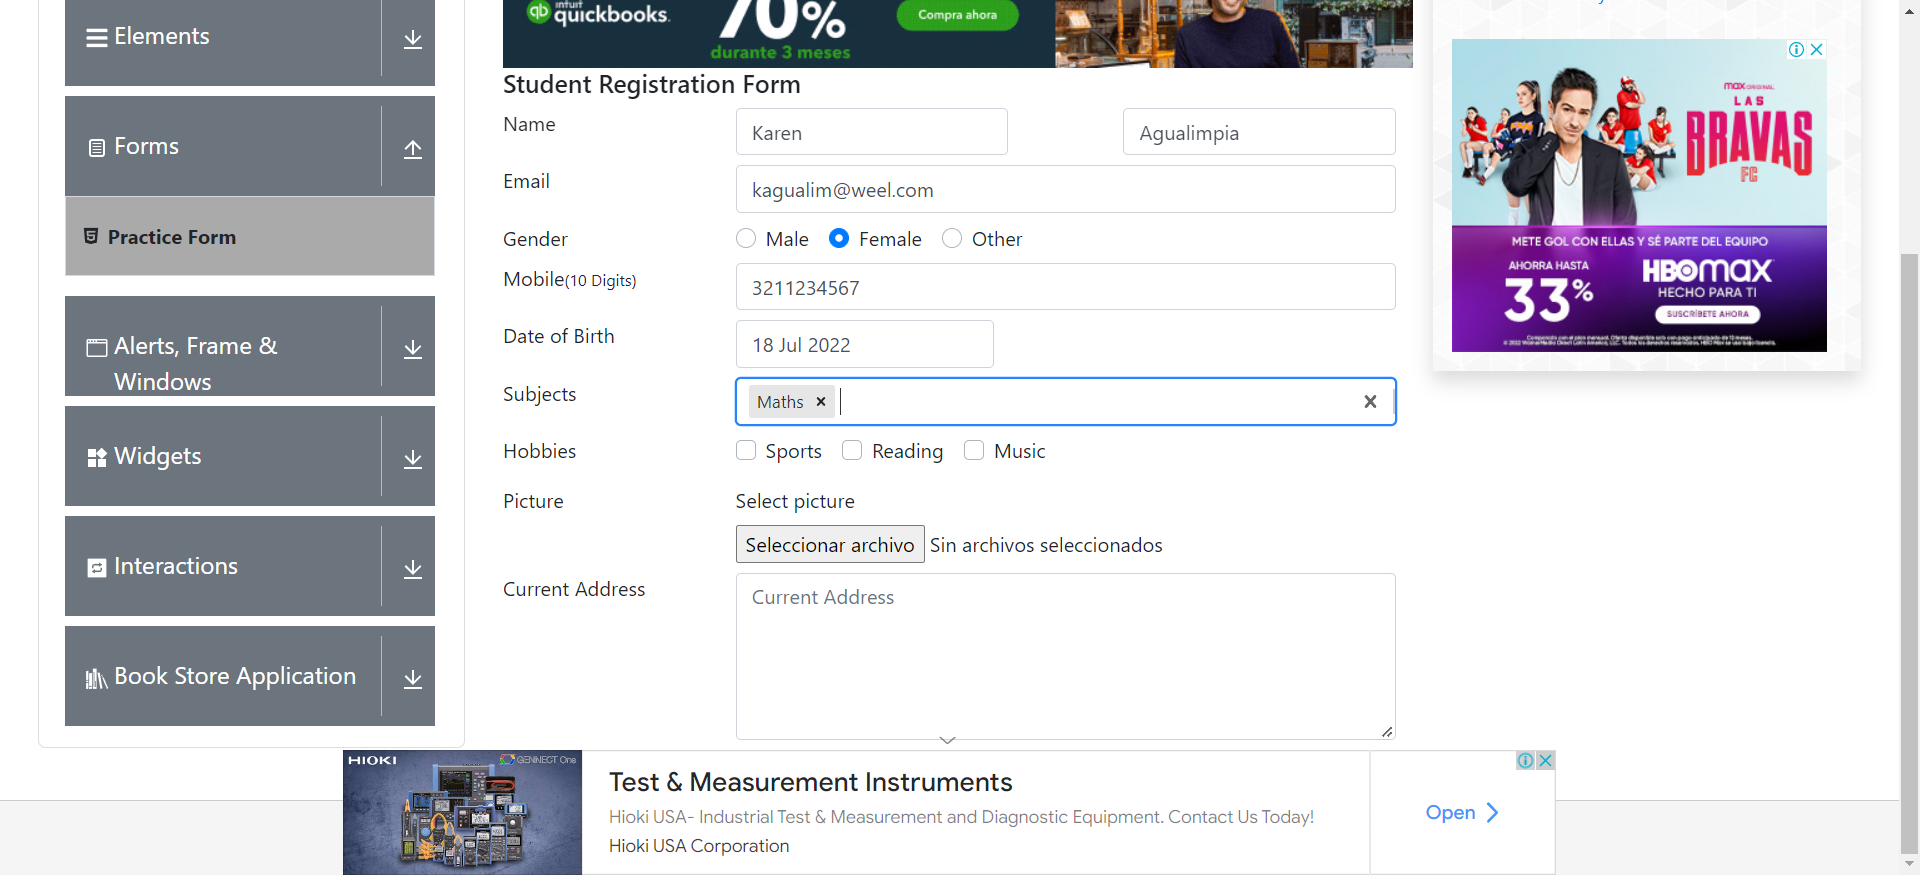 Elements
Forms
Practice Form
Alerts, Frame &
Windows
Widgets
Interactions
Book Store Application
intuit
qb quickbooks.
70%
durante 3 meses
Compra ahora
Student Registration Form
Name
Karen
Agualimpia
Email
kagualim@weel.com
Gender
Male
Female
Other
Mobile(10 Digits)
3211234567
Date of Birth
18 Jul 2022
Subjects
Maths
Hobbies
Sports
Reading
Music
Picture
Select picture
Seleccionar archivo
Sin archivos seleccionados
Current Address
Current Address
max ORIGINAL
LAS
BRAVAS
FC
METE GOL CON ELLAS Y SÉ PARTE DEL EQUIPO
AHORRA HASTA
33%
HBOmax
HECHO PARA TI
SUSCRÍBETE AHORA
HIOKI
GENNECT One
Test & Measurement Instruments
Hioki USA- Industrial Test & Measurement and Diagnostic Equipment. Contact Us Today!
Hioki USA Corporation
Open